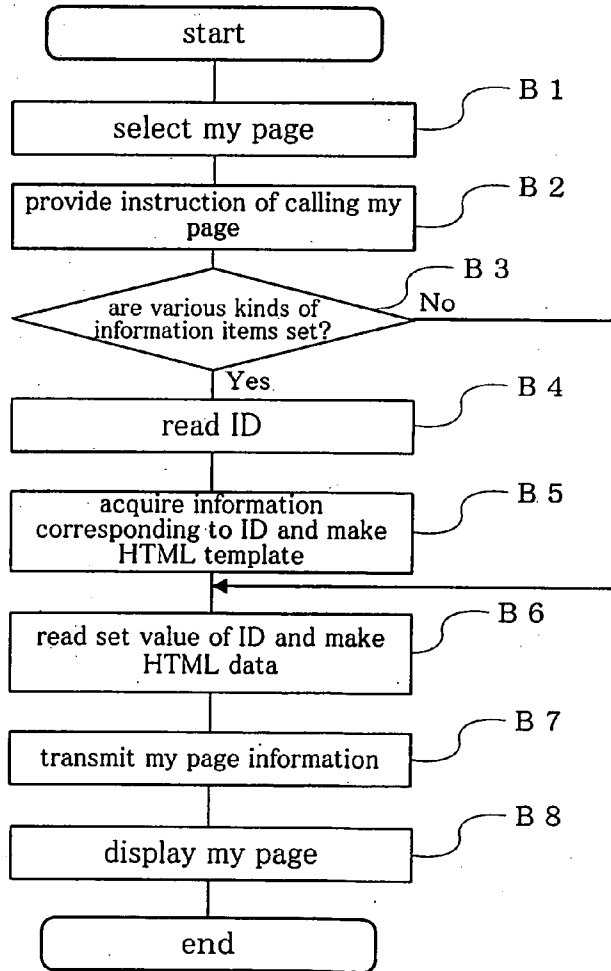 start
B 1
select my page
B 2
provide instruction of calling my
page
B 3
are various kinds of
information items set?
No
Yes
B 4
read ID
B 5
acquire information
corresponding to ID and make
HTML template
B 6
read set value of ID and make
HTML data
B 7
transmit my page information
B 8
display my page
end